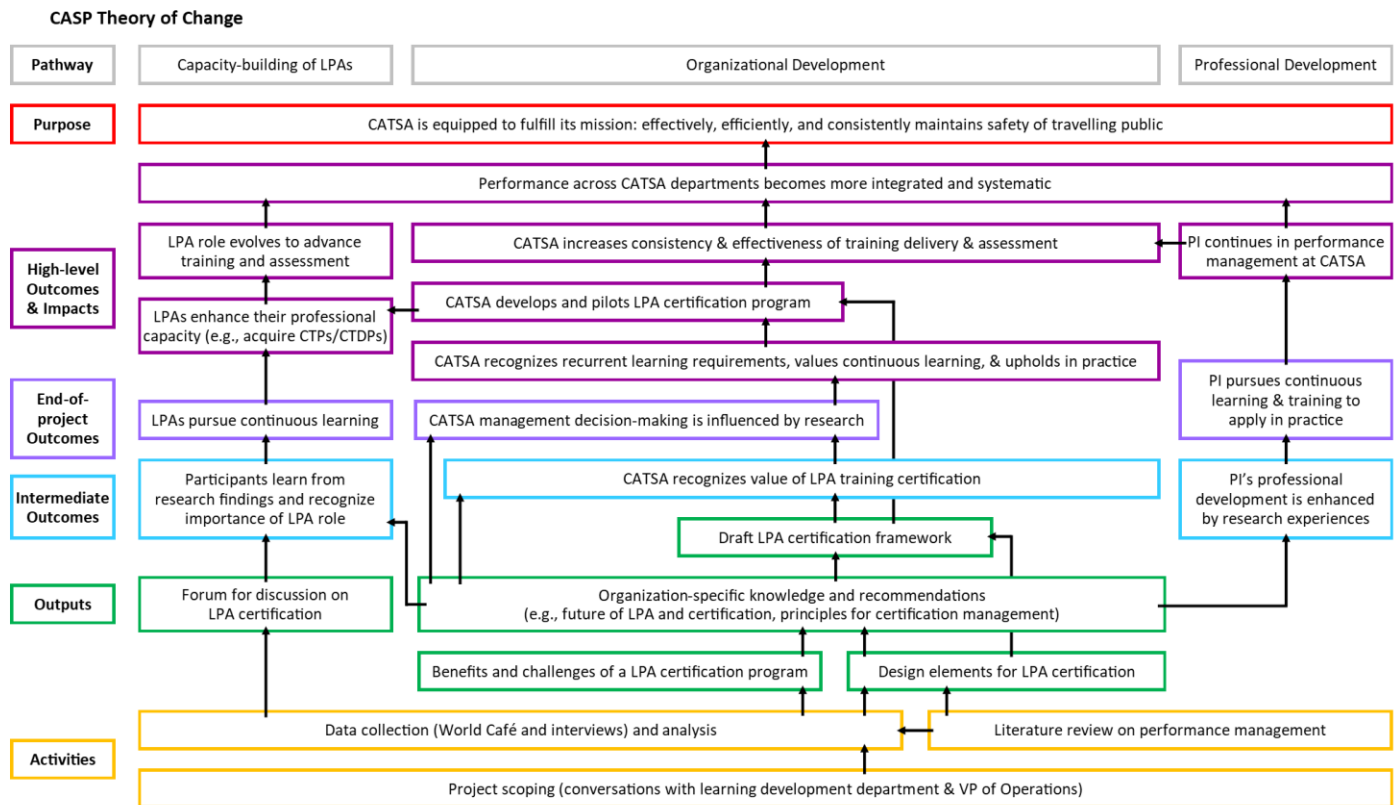 CASP Theory of Change
Pathway
Capacity-building of LPAs
Organizational Development
Professional Development
Purpose
CATSA is equipped to fulfill its mission: effectively, efficiently, and consistently maintains safety of travelling public
Performance across CATSA departments becomes more integrated and systematic
High-level
Outcomes
& Impacts
LPA role evolves to advance
training and assessment
CATSA increases consistency & effectiveness of training delivery & assessment
PI continues in performance
management at CATSA
LPAs enhance their professional
capacity (e.g., acquire CTPs/CTDPs)
CATSA develops and pilots LPA certification program
CATSA recognizes recurrent learning requirements, values continuous learning, & upholds in practice
End-of-
project
Outcomes
LPAs pursue continuous learning
CATSA management decision-making is influenced by research
PI pursues continuous
learning & training to
apply in practice
Intermediate
Outcomes
Participants learn from
research findings and recognize
importance of LPA role
CATSA recognizes value of LPA training certification
PI's professional
development is enhanced
by research experiences
Draft LPA certification framework
Outputs
Forum for discussion on
LPA certification
Organization-specific knowledge and recommendations
(e.g., future of LPA and certification, principles for certification management)
Benefits and challenges of a LPA certification program
Design elements for LPA certification
Activities
Data collection (World Café and interviews) and analysis
Literature review on performance management
Project scoping (conversations with learning development department & VP of Operations)